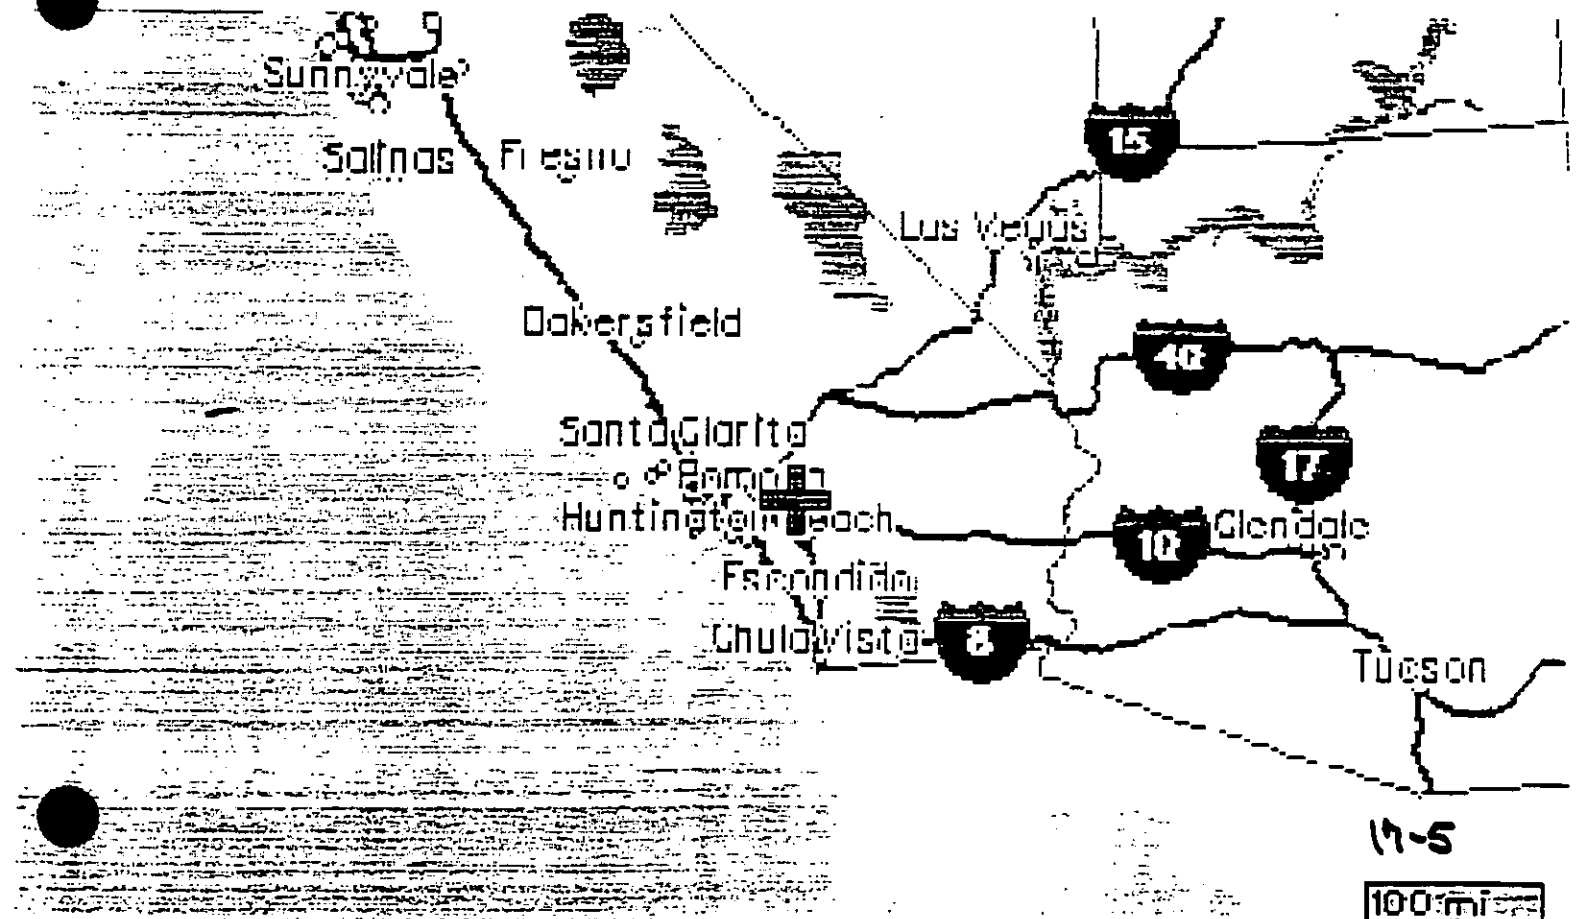 Sunnyvale
15
Salinas Fresno
Las Vegas
Bakersfield
40
Santa Clarita
17
Pomona
Huntington Beach
10
Glendale
Escondido
Chula Vista
8
Tucson
17-5
100 miles